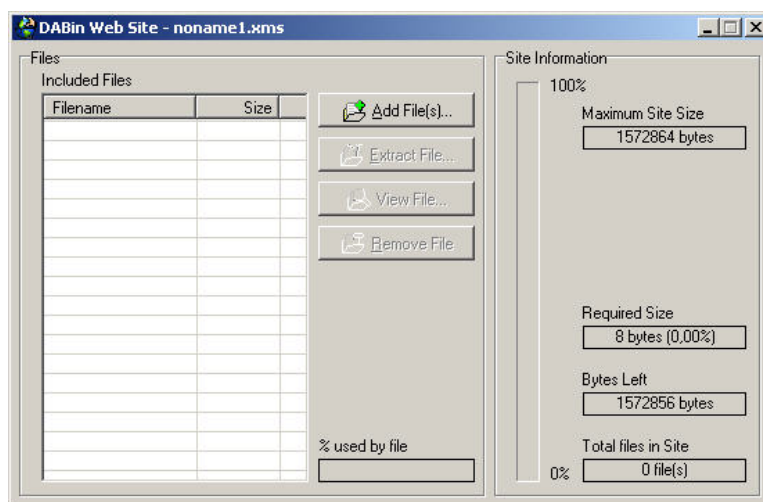 DABin Web Site - noname1.xms
Files
Included Files
Filename Size
Add File(s)...
Extract File...
View File...
Remove File
% used by file
Site Information
100%
Maximum Site Size
1572864 bytes
Required Size
8 bytes (0,00%)
Bytes Left
1572856 bytes
Total files in Site
0 file(s)
0%